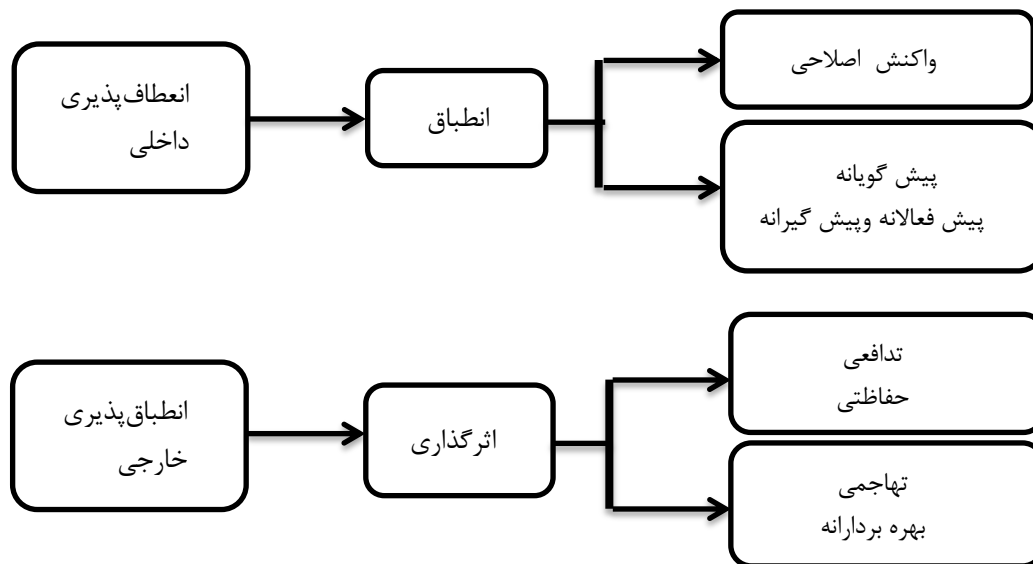 انعطاف‌پذیری
داخلی
انطباق
واکنش اصلاحی
پیش گویانه
پیش فعالانه وپیش گیرانه
انطباق‌پذیری
خارجی
اثرگذاری
تدافعی
حفاظتی
تهاجمی
بهره بردارانه